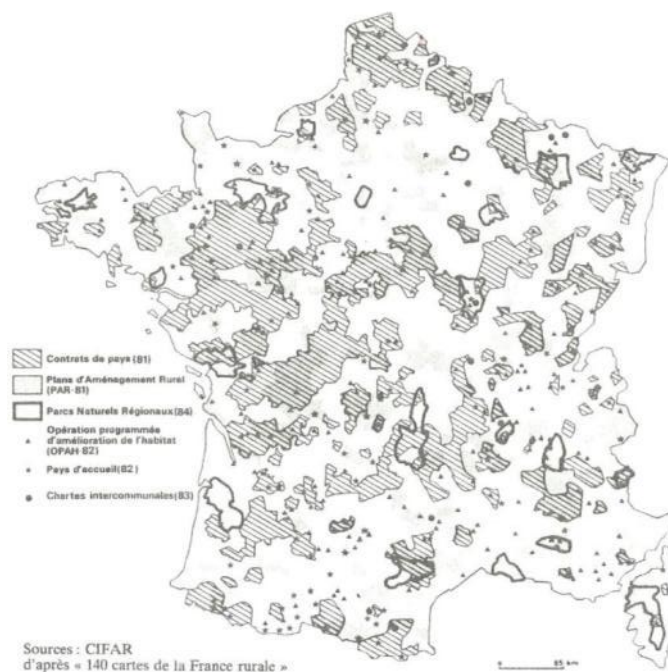 Contrats de pays (81)
Plans d'Aménagement Rural
(PAR-81)
Parcs Naturels Régionaux (84)
Opération programmée
d'amélioration de l'habitat
(OPAH-82)
Pays d'accueil (82)
Chartes intercommunales (83)
Sources : CIFAR
d'après « 140 cartes de la France rurale »